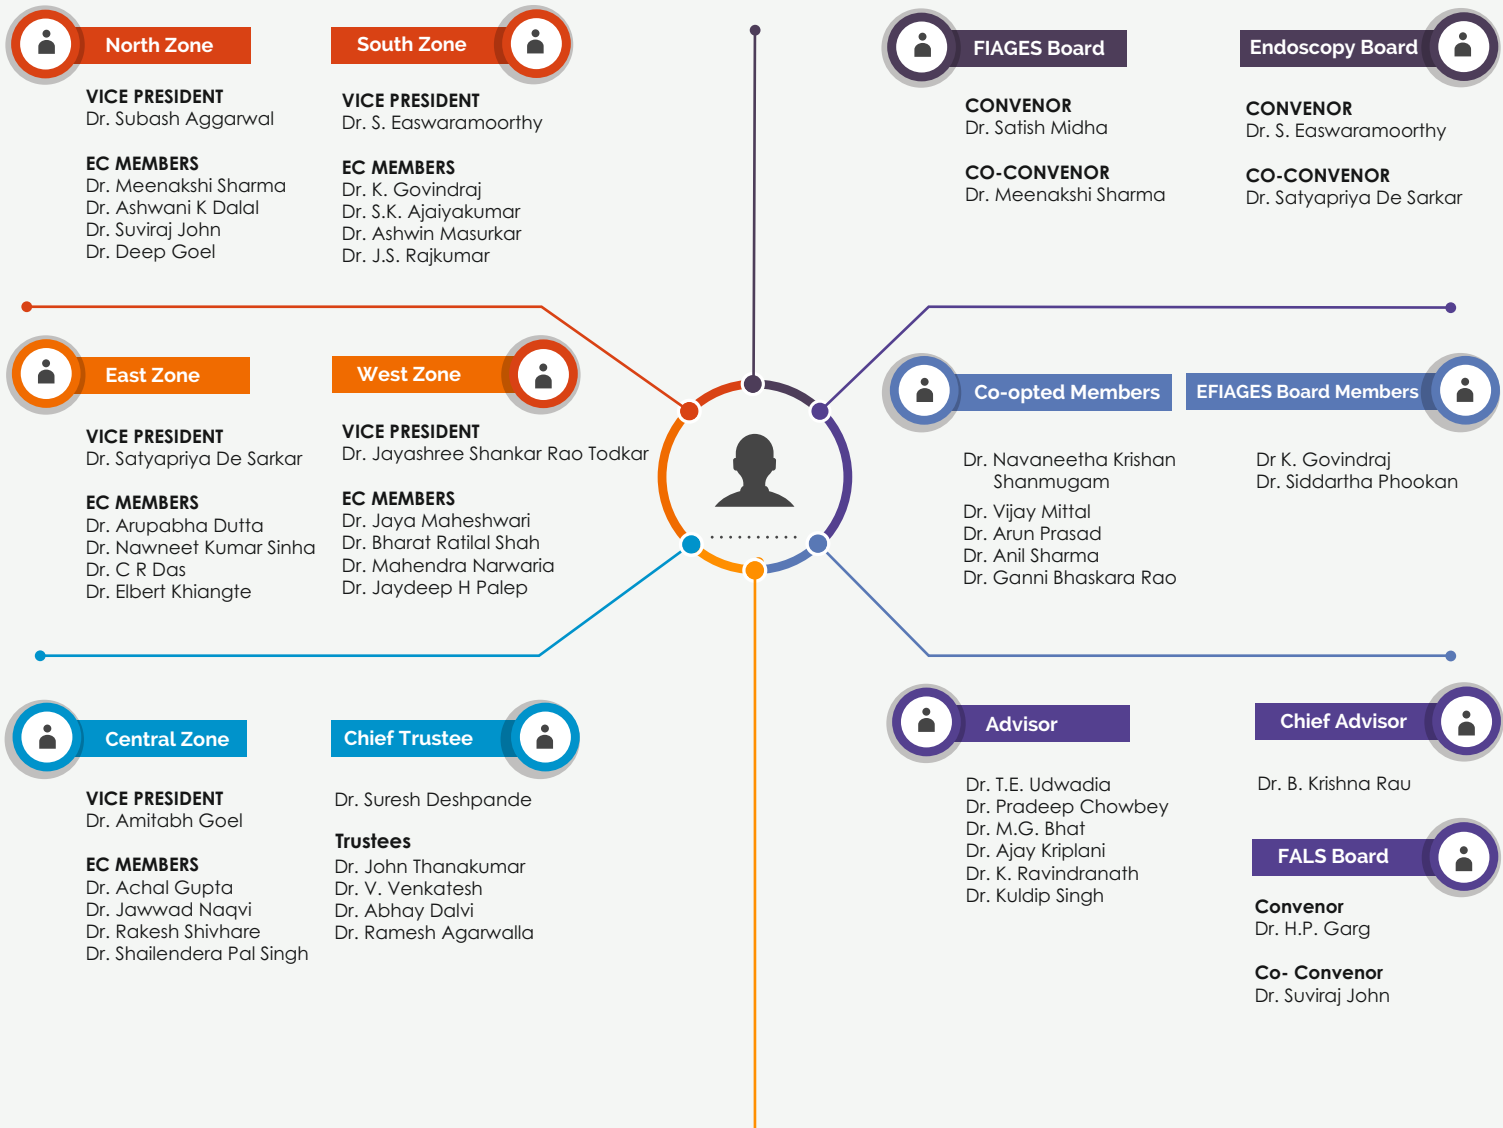 North Zone
VICE PRESIDENT
Dr. Subash Aggarwal
EC MEMBERS
Dr. Meenakshi Sharma
Dr. Ashwani K Dalal
Dr. Suviraj John
Dr. Deep Goel
South Zone
VICE PRESIDENT
Dr. S. Easwaramoorthy
EC MEMBERS
Dr. K. Govindraj
Dr. S.K. Ajaiyakumar
Dr. Ashwin Masurkar
Dr. J.S. Rajkumar
East Zone
VICE PRESIDENT
Dr. Satyapriya De Sarkar
EC MEMBERS
Dr. Arupabha Dutta
Dr. Nawneet Kumar Sinha
Dr. C R Das
Dr. Elbert Khiangte
West Zone
VICE PRESIDENT
Dr. Jayashree Shankar Rao Todkar
EC MEMBERS
Dr. Jaya Maheshwari
Dr. Bharat Ratilal Shah
Dr. Mahendra Narwaria
Dr. Jaydeep H Palep
Central Zone
VICE PRESIDENT
Dr. Amitabh Goel
EC MEMBERS
Dr. Achal Gupta
Dr. Jawwad Naqvi
Dr. Rakesh Shivhare
Dr. Shailendera Pal Singh
Chief Trustee
Dr. Suresh Deshpande
Trustees
Dr. John Thanakumar
Dr. V. Venkatesh
Dr. Abhay Dalvi
Dr. Ramesh Agarwalla
FIAGES Board
CONVENOR
Dr. Satish Midha
CO-CONVENOR
Dr. Meenakshi Sharma
Endoscopy Board
CONVENOR
Dr. S. Easwaramoorthy
CO-CONVENOR
Dr. Satyapriya De Sarkar
Co-opted Members
Dr. Navaneetha Krishan
Shanmugam
Dr. Vijay Mittal
Dr. Arun Prasad
Dr. Anil Sharma
Dr. Ganni Bhaskara Rao
EFIAGES Board Members
Dr K. Govindraj
Dr. Siddartha Phookan
Advisor
Dr. T.E. Udwadia
Dr. Pradeep Chowbey
Dr. M.G. Bhat
Dr. Ajay Kriplani
Dr. K. Ravindranath
Dr. Kuldip Singh
Chief Advisor
Dr. B. Krishna Rau
FALS Board
Convenor
Dr. H.P. Garg
Co- Convenor
Dr. Suviraj John